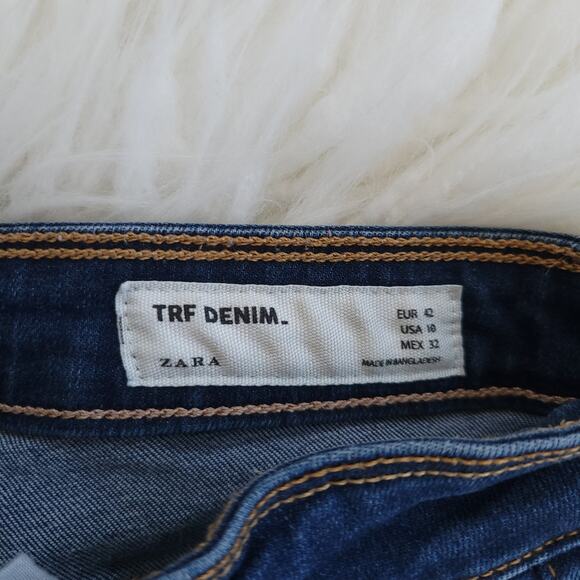 TRF DENIM.
ZARA
EUR 42
USA 10
MEX 32
MADE IN BANGLADESH